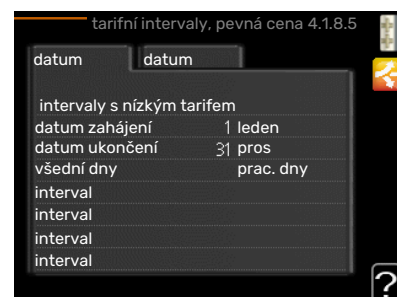 tarifní intervaly, pevná cena 4.1.8.5
datum datum
intervaly s nízkým tarifem
datum zahájení 1 leden
datum ukončení 31 pros
všední dny prac. dny
interval
interval
interval
interval
?